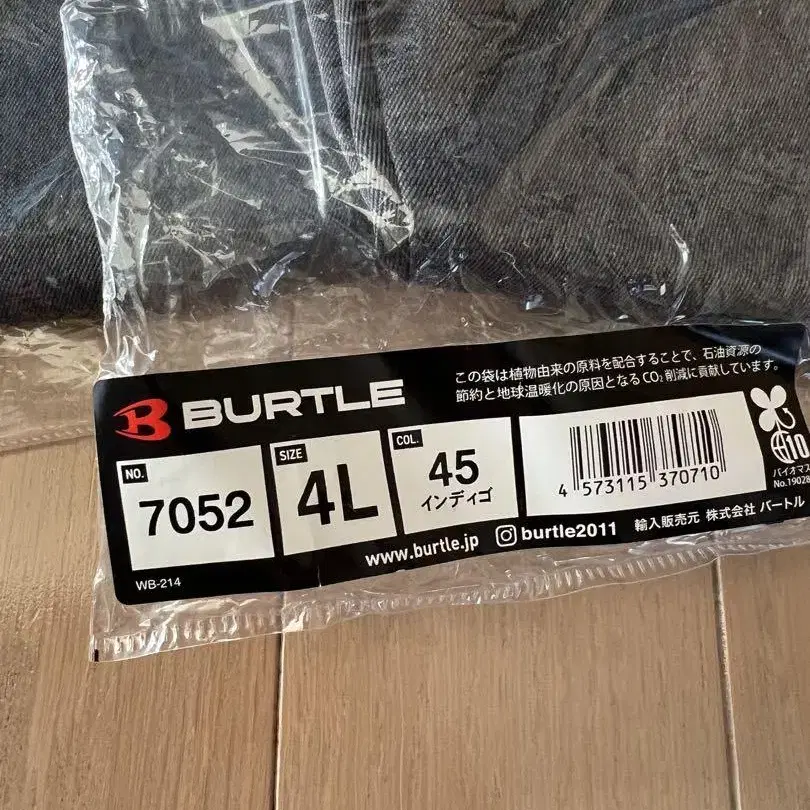 BURTLE
この袋は植物由来の原料を配合することで、石油資源の
節約と地球温暖化の原因となるCO₂削減に貢献しています。
NO.
7052
SIZE
4L
COL.
45
インディゴ
4 573115 370710
10
バイオマス
No.19028
WB-214
www.burtle.jp
burtle2011
輸入販売元 株式会社 バートル